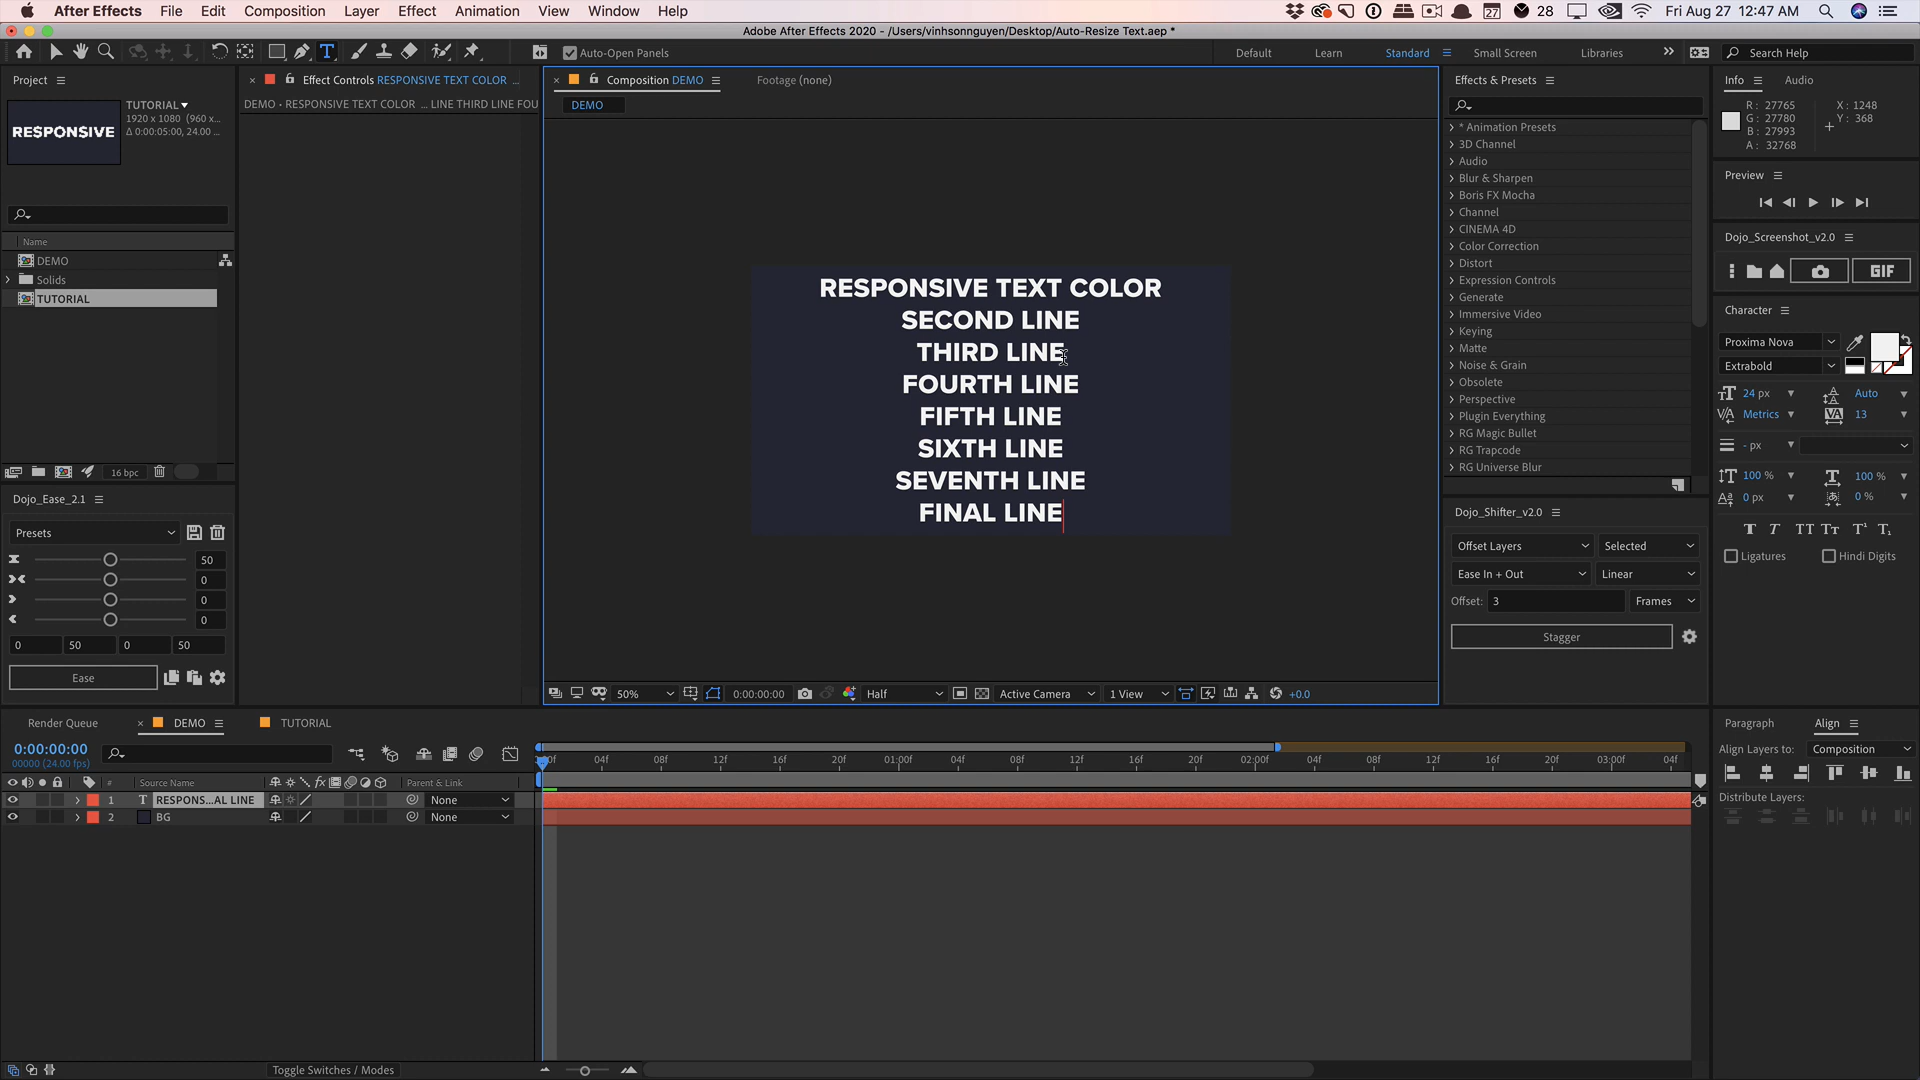 After Effects File Edit Composition Layer Effect Animation View Window Help 28 Fri Aug 27 12:47 AM
Adobe After Effects 2020 - /Users/vinhsonnguyen/Desktop/Auto-Resize Text.aep *
Auto-Open Panels Default Learn Standard Small Screen Libraries Search Help
Project
TUTORIAL
1920 x 1080 (960 x...
Δ 0:00:05:00, 24.00 ...
RESPONSIVE
Name
DEMO
Solids
TUTORIAL
16 bpc
Dojo_Ease_2.1
Presets
50
0
0
0
0 50 0 50
Ease
Effect Controls RESPONSIVE TEXT COLOR ...
DEMO • RESPONSIVE TEXT COLOR ... LINE THIRD LINE FOU
Composition DEMO
Footage (none)
DEMO
RESPONSIVE TEXT COLOR
SECOND LINE
THIRD LINE
FOURTH LINE
FIFTH LINE
SIXTH LINE
SEVENTH LINE
FINAL LINE
50% 0:00:00:00 Half Active Camera 1 View +0.0
Effects & Presets
* Animation Presets
3D Channel
Audio
Blur & Sharpen
Boris FX Mocha
Channel
CINEMA 4D
Color Correction
Distort
Expression Controls
Generate
Immersive Video
Keying
Matte
Noise & Grain
Obsolete
Perspective
Plugin Everything
RG Magic Bullet
RG Trapcode
RG Universe Blur
Dojo_Shifter_v2.0
Offset Layers Selected
Ease In + Out Linear
Offset: 3 Frames
Stagger
Info Audio
R: 27765 X: 1248
G: 27780 Y: 368
B: 27993
A: 32768
Preview
Dojo_Screenshot_v2.0
GIF
Character
Proxima Nova
Extrabold
24 px Auto
Metrics 13
- px
100 % 100 %
0 px 0 %
T T TT Tt T¹ T₁
Ligatures Hindi Digits
Render Queue DEMO TUTORIAL
0:00:00:00
00000 (24.00 fps)
# Source Name fx Parent & Link
1 T RESPONS...AL LINE None
2 BG None
:00f 04f 08f 12f 16f 20f 01:00f 04f 08f 12f 16f 20f 02:00f 04f 08f 12f 16f 20f 03:00f 04f
Toggle Switches / Modes
Paragraph Align
Align Layers to: Composition
Distribute Layers: